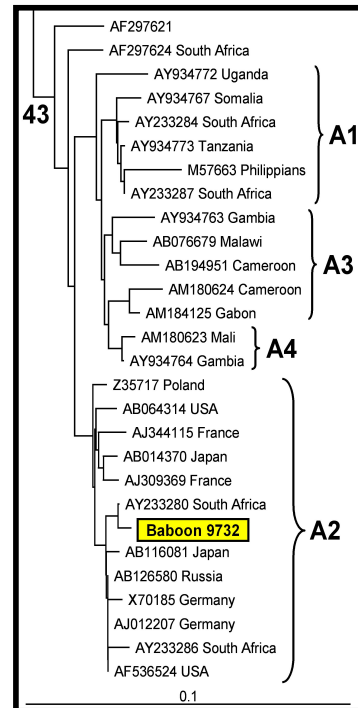 AF297621
AF297624 South Africa
43
AY934772 Uganda
AY934767 Somalia
AY233284 South Africa
A1
AY934773 Tanzania
M57663 Philippians
AY233287 South Africa
AY934763 Gambia
AB076679 Malawi
AB194951 Cameroon
A3
AM180624 Cameroon
AM184125 Gabon
AM180623 Mali
A4
AY934764 Gambia
Z35717 Poland
AB064314 USA
AJ344115 France
AB014370 Japan
AJ309369 France
AY233280 South Africa
Baboon 9732
A2
AB116081 Japan
AB126580 Russia
X70185 Germany
AJ012207 Germany
AY233286 South Africa
AF536524 USA
0.1